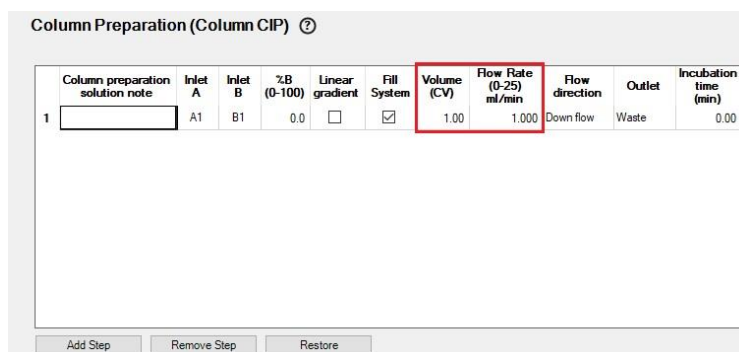 Column Preparation (Column CIP) ?
Column preparation solution note Inlet A Inlet B %B (0-100) Linear gradient Fill System Volume (CV) Flow Rate (0-25) ml/min Flow direction Outlet Incubation time (min)
1 A1 B1 0.0 1.00 1.000 Down flow Waste 0.00
Add Step Remove Step Restore